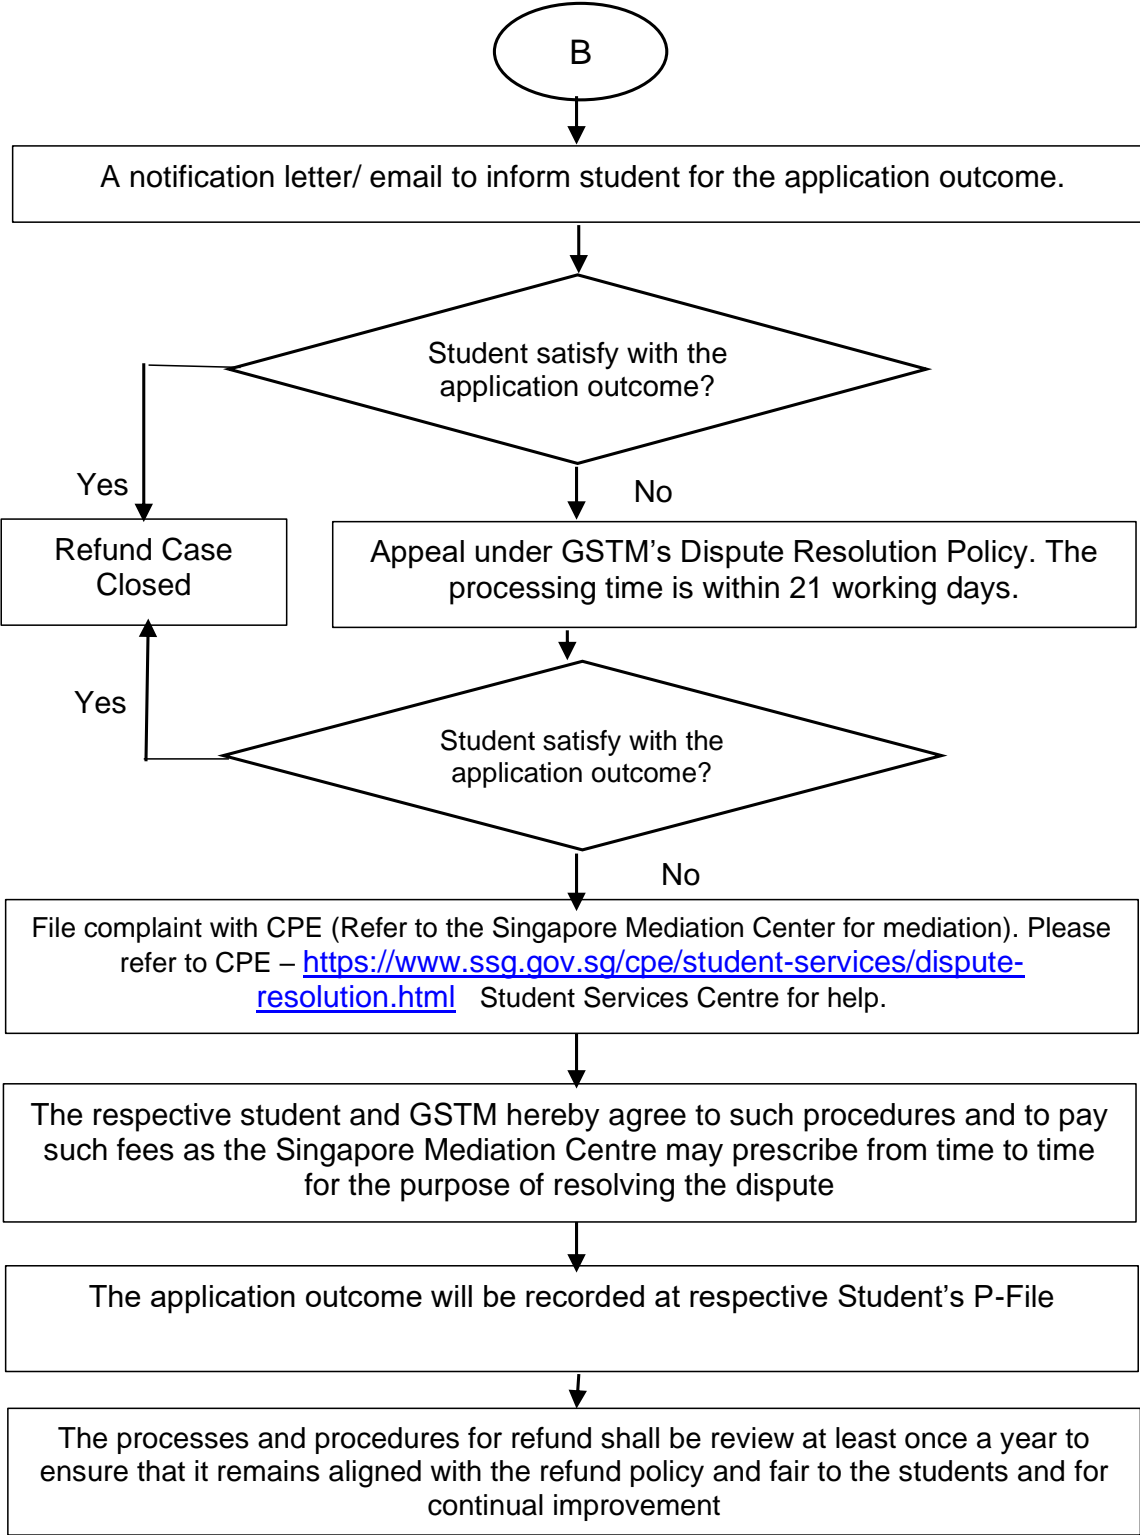 B
A notification letter/ email to inform student for the application outcome.
Student satisfy with the
application outcome?
Yes
No
Refund Case
Closed
Appeal under GSTM’s Dispute Resolution Policy. The
processing time is within 21 working days.
Yes
Student satisfy with the
application outcome?
No
File complaint with CPE (Refer to the Singapore Mediation Center for mediation). Please
refer to CPE – https://www.ssg.gov.sg/cpe/student-services/dispute-
resolution.html Student Services Centre for help.
The respective student and GSTM hereby agree to such procedures and to pay
such fees as the Singapore Mediation Centre may prescribe from time to time
for the purpose of resolving the dispute
The application outcome will be recorded at respective Student’s P-File
The processes and procedures for refund shall be review at least once a year to
ensure that it remains aligned with the refund policy and fair to the students and for
continual improvement